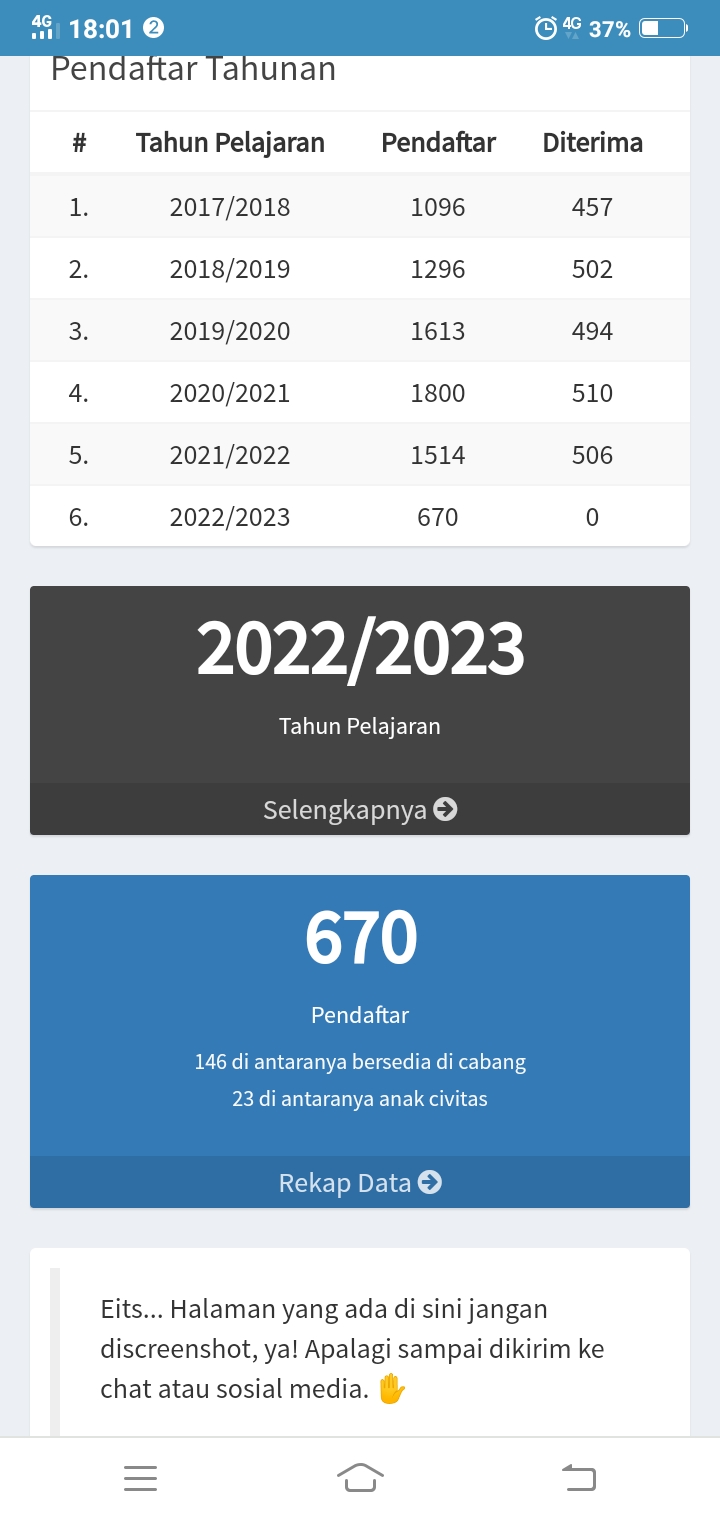 4G 18:01 2 4G 37%
Pendaftar Tahunan
# Tahun Pelajaran Pendaftar Diterima
1. 2017/2018 1096 457
2. 2018/2019 1296 502
3. 2019/2020 1613 494
4. 2020/2021 1800 510
5. 2021/2022 1514 506
6. 2022/2023 670 0
2022/2023
Tahun Pelajaran
Selengkapnya
670
Pendaftar
146 di antaranya bersedia di cabang
23 di antaranya anak civitas
Rekap Data
Eits... Halaman yang ada di sini jangan
discreenshot, ya! Apalagi sampai dikirim ke
chat atau sosial media. ✋